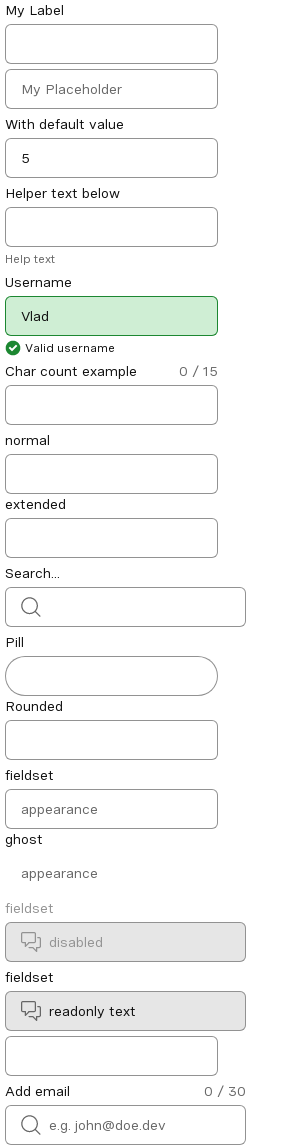 My Label
My Placeholder
With default value
5
Helper text below
Help text
Username
Vlad
Valid username
Char count example 0 / 15
normal
extended
Search...
Pill
Rounded
fieldset
appearance
ghost
appearance
fieldset
disabled
fieldset
readonly text
Add email 0 / 30
e.g. john@doe.dev